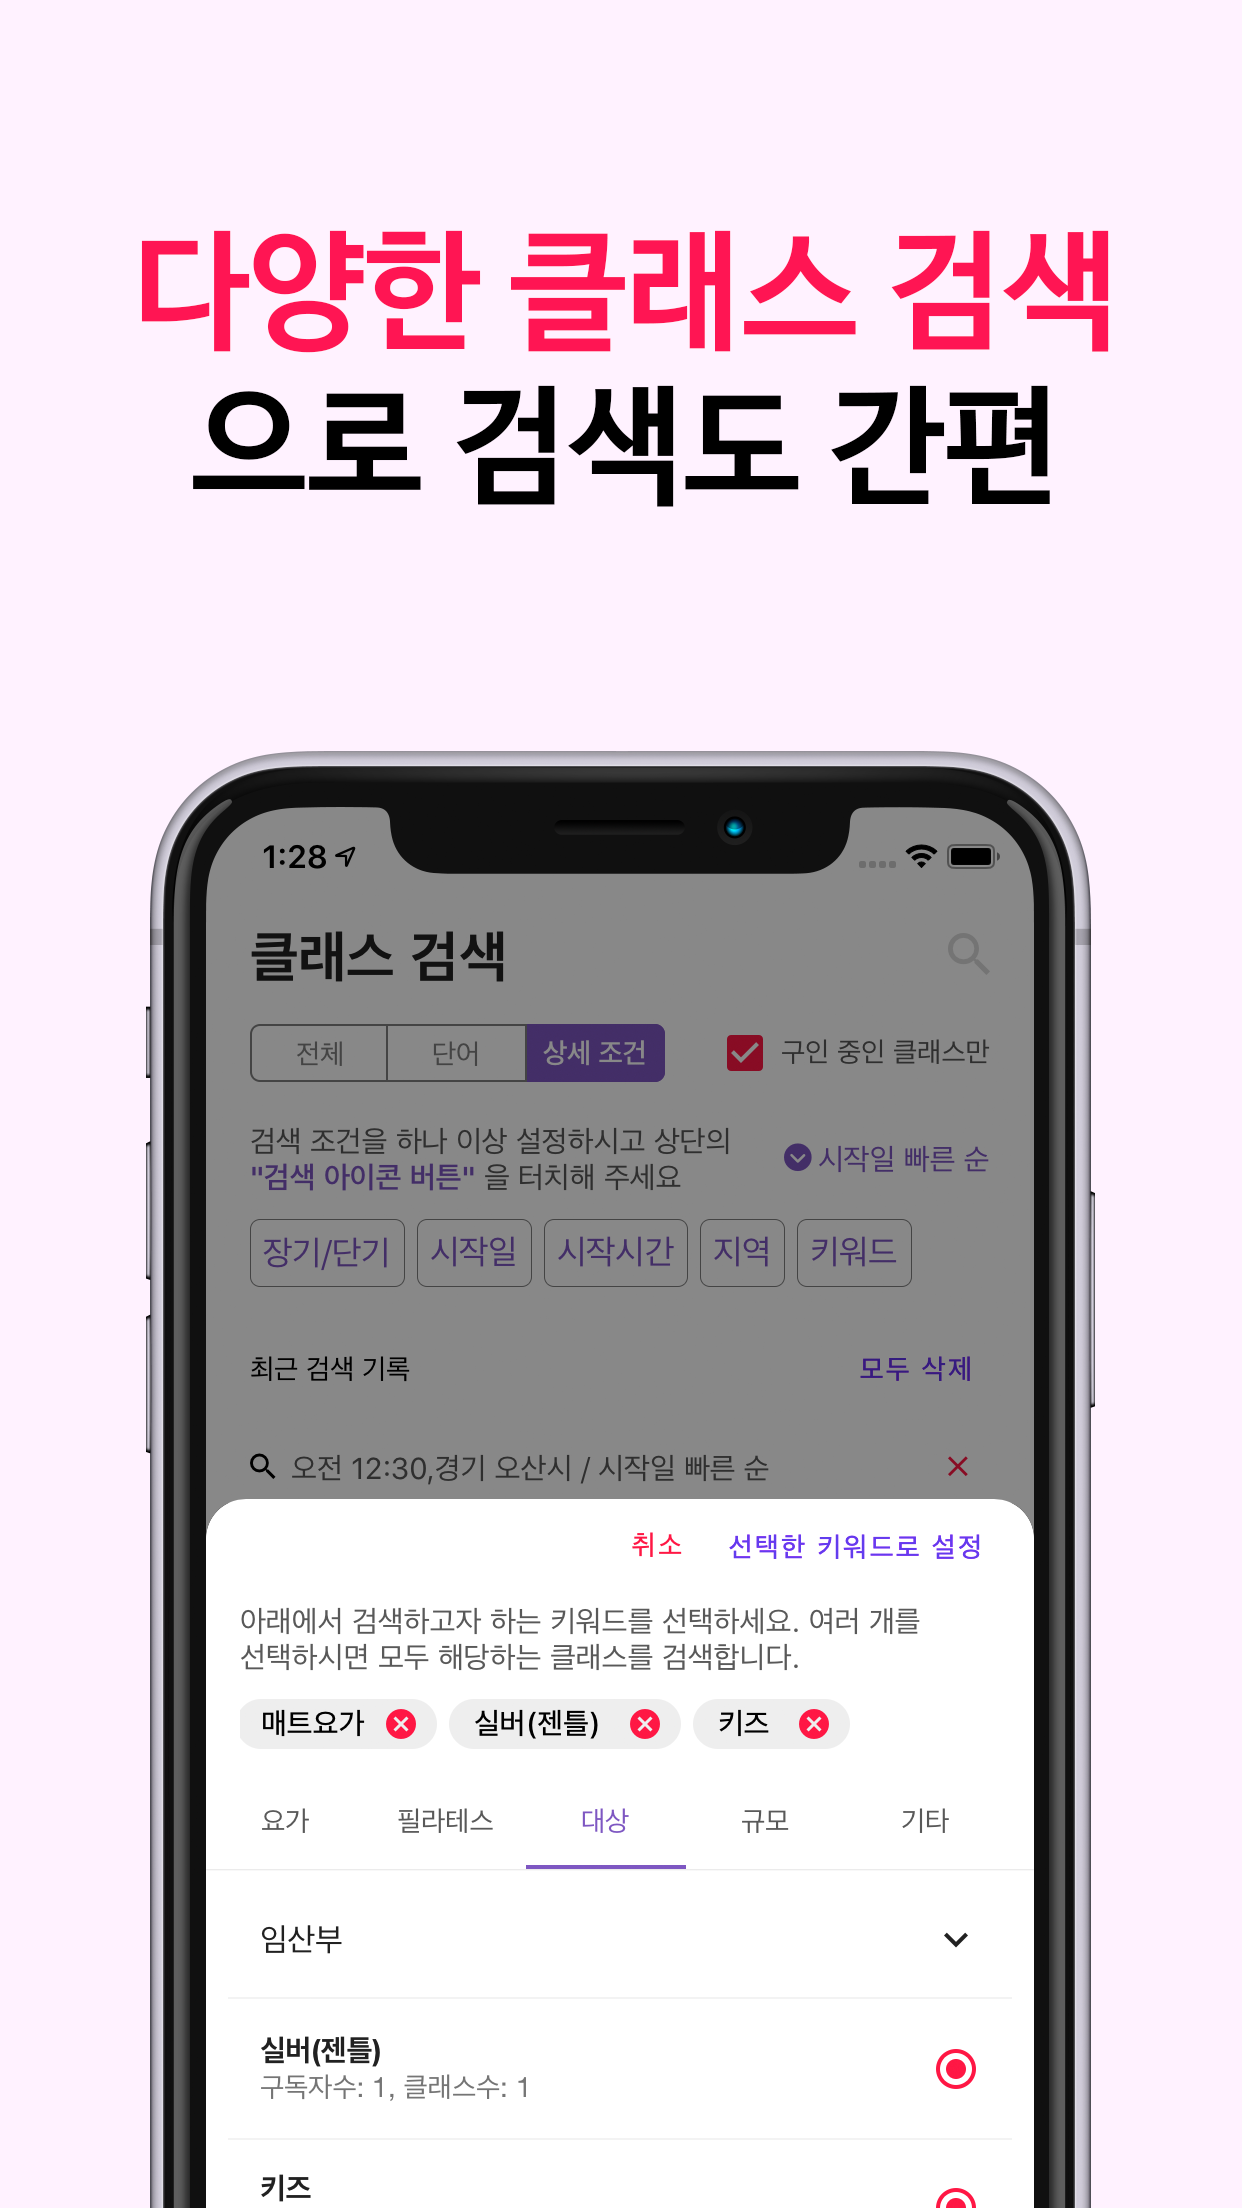 다양한 클래스 검색
으로 검색도 간편
1:28
클래스 검색
전체 단어 상세 조건 구인 중인 클래스만
검색 조건을 하나 이상 설정하시고 상단의
"검색 아이콘 버튼" 을 터치해 주세요
시작일 빠른 순
장기/단기 시작일 시작시간 지역 키워드
최근 검색 기록 모두 삭제
오전 12:30,경기 오산시 / 시작일 빠른 순
취소 선택한 키워드로 설정
아래에서 검색하고자 하는 키워드를 선택하세요. 여러 개를
선택하시면 모두 해당하는 클래스를 검색합니다.
매트요가 실버(젠틀) 키즈
요가 필라테스 대상 규모 기타
임산부
실버(젠틀)
구독자수: 1, 클래스수: 1
키즈